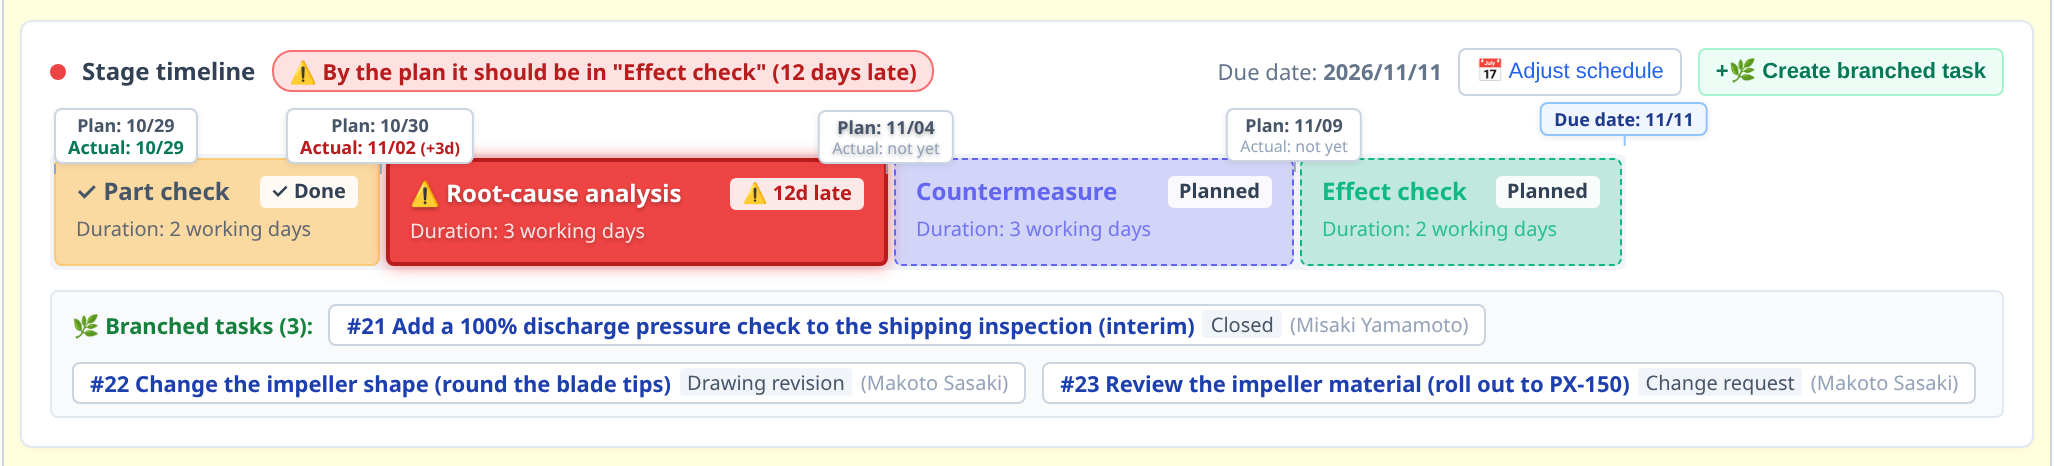 Stage timeline
⚠️ By the plan it should be in "Effect check" (12 days late)
Due date: 2026/11/11
📅 Adjust schedule
+🌿 Create branched task
Plan: 10/29
Actual: 10/29
Plan: 10/30
Actual: 11/02 (+3d)
Plan: 11/04
Actual: not yet
Plan: 11/09
Actual: not yet
Due date: 11/11
✓ Part check
✓ Done
Duration: 2 working days
⚠️ Root-cause analysis
⚠️ 12d late
Duration: 3 working days
Countermeasure
Planned
Duration: 3 working days
Effect check
Planned
Duration: 2 working days
🌿 Branched tasks (3):
#21 Add a 100% discharge pressure check to the shipping inspection (interim) Closed (Misaki Yamamoto)
#22 Change the impeller shape (round the blade tips) Drawing revision (Makoto Sasaki)
#23 Review the impeller material (roll out to PX-150) Change request (Makoto Sasaki)